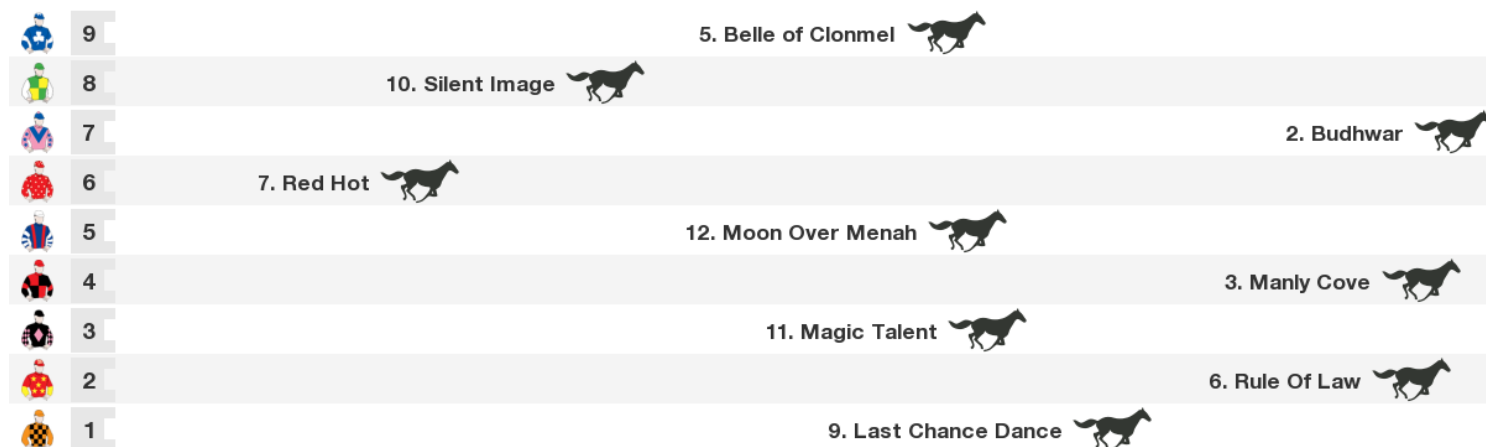 9 5. Belle of Clonmel
8 10. Silent Image
7 2. Budhwar
6 7. Red Hot
5 12. Moon Over Menah
4 3. Manly Cove
3 11. Magic Talent
2 6. Rule Of Law
1 9. Last Chance Dance